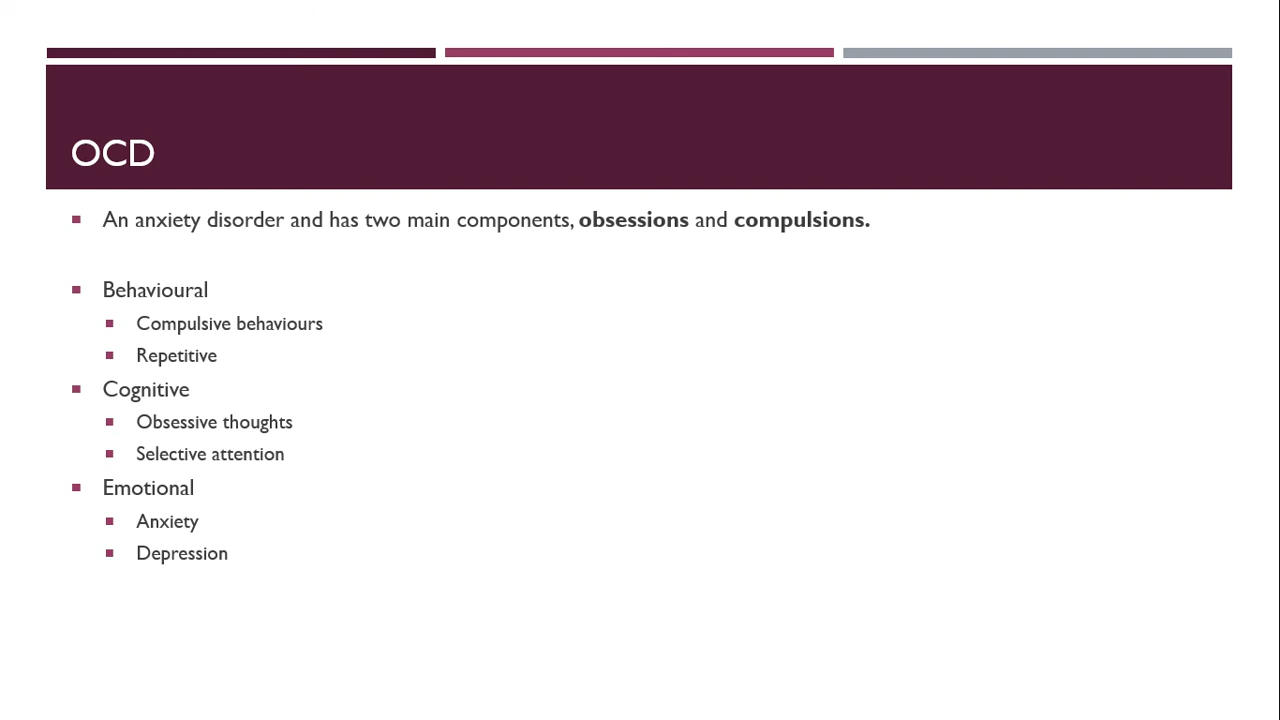 OCD
An anxiety disorder and has two main components, obsessions and compulsions.
Behavioural
Compulsive behaviours
Repetitive
Cognitive
Obsessive thoughts
Selective attention
Emotional
Anxiety
Depression